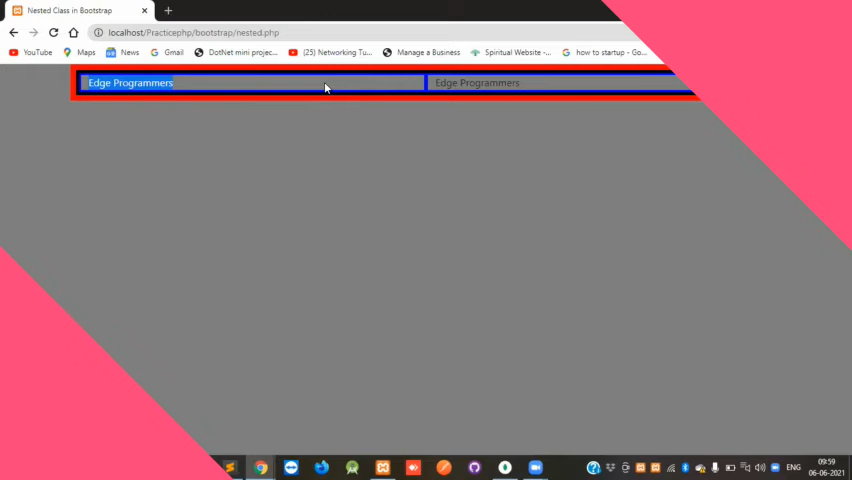 Nested Class in Bootstrap
localhost/Practicephp/bootstrap/nested.php
YouTube Maps News Gmail DotNet mini projec... (25) Networking Tu... Manage a Business Spiritual Website -... how to startup - Go...
Edge Programmers Edge Programmers
ENG
09:59
06-06-2021